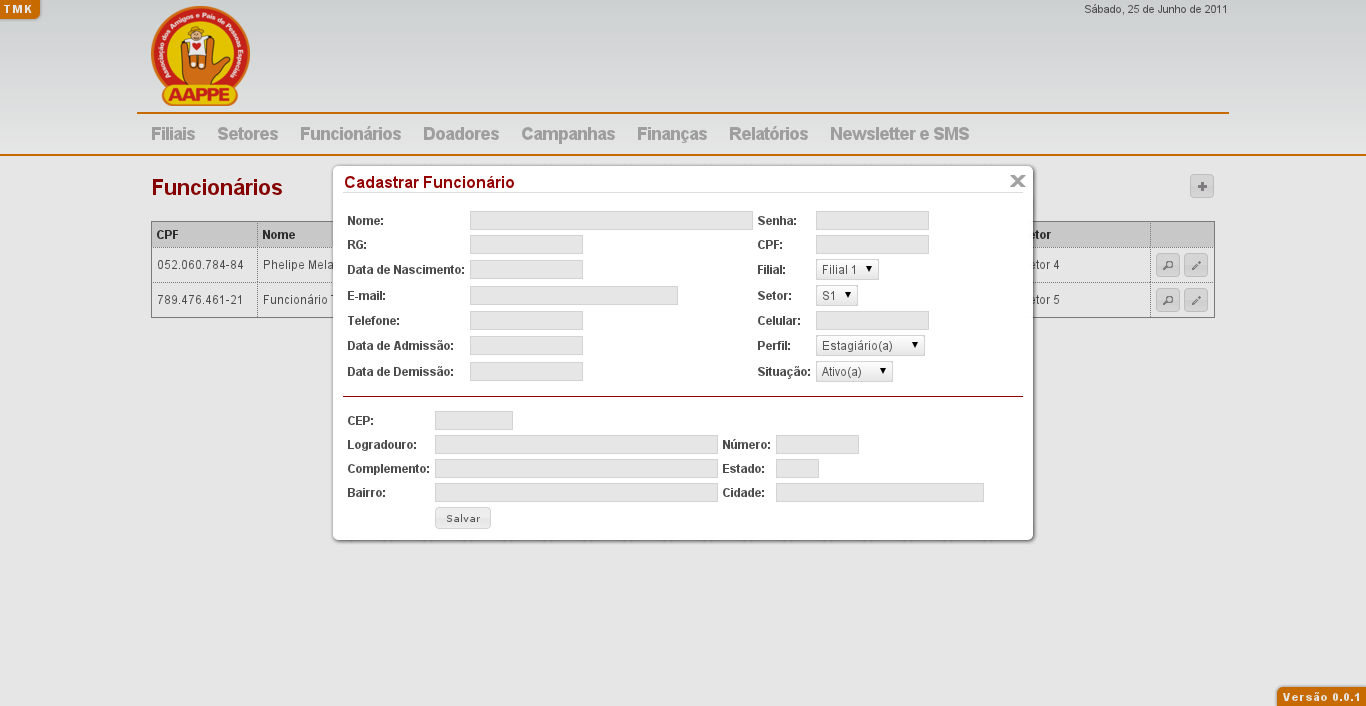 TMK
Sábado, 25 de Junho de 2011
Associação dos Amigos e Pais de Pessoas Especiais
AAPPE
Filiais Setores Funcionários Doadores Campanhas Finanças Relatórios Newsletter e SMS
Funcionários
CPF Nome etor
052.060.784-84 Phelipe Mela etor 4
789.476.461-21 Funcionário etor 5
Cadastrar Funcionário
Nome: Senha:
RG: CPF:
Data de Nascimento: Filial: Filial 1
E-mail: Setor: S1
Telefone: Celular:
Data de Admissão: Perfil: Estagiário(a)
Data de Demissão: Situação: Ativo(a)
CEP:
Logradouro: Número:
Complemento: Estado:
Bairro: Cidade:
Salvar
Versão 0.0.1